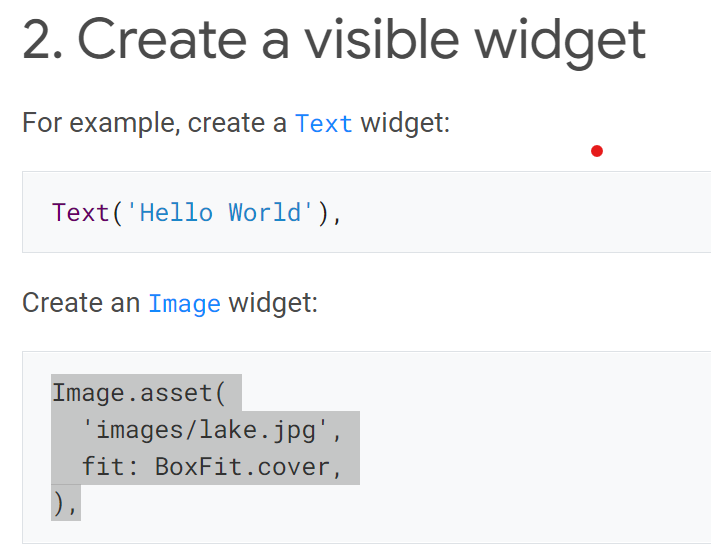 2. Create a visible widget
For example, create a Text widget:
Text('Hello World'),
Create an Image widget:
Image.asset(
  'images/lake.jpg',
  fit: BoxFit.cover,
),